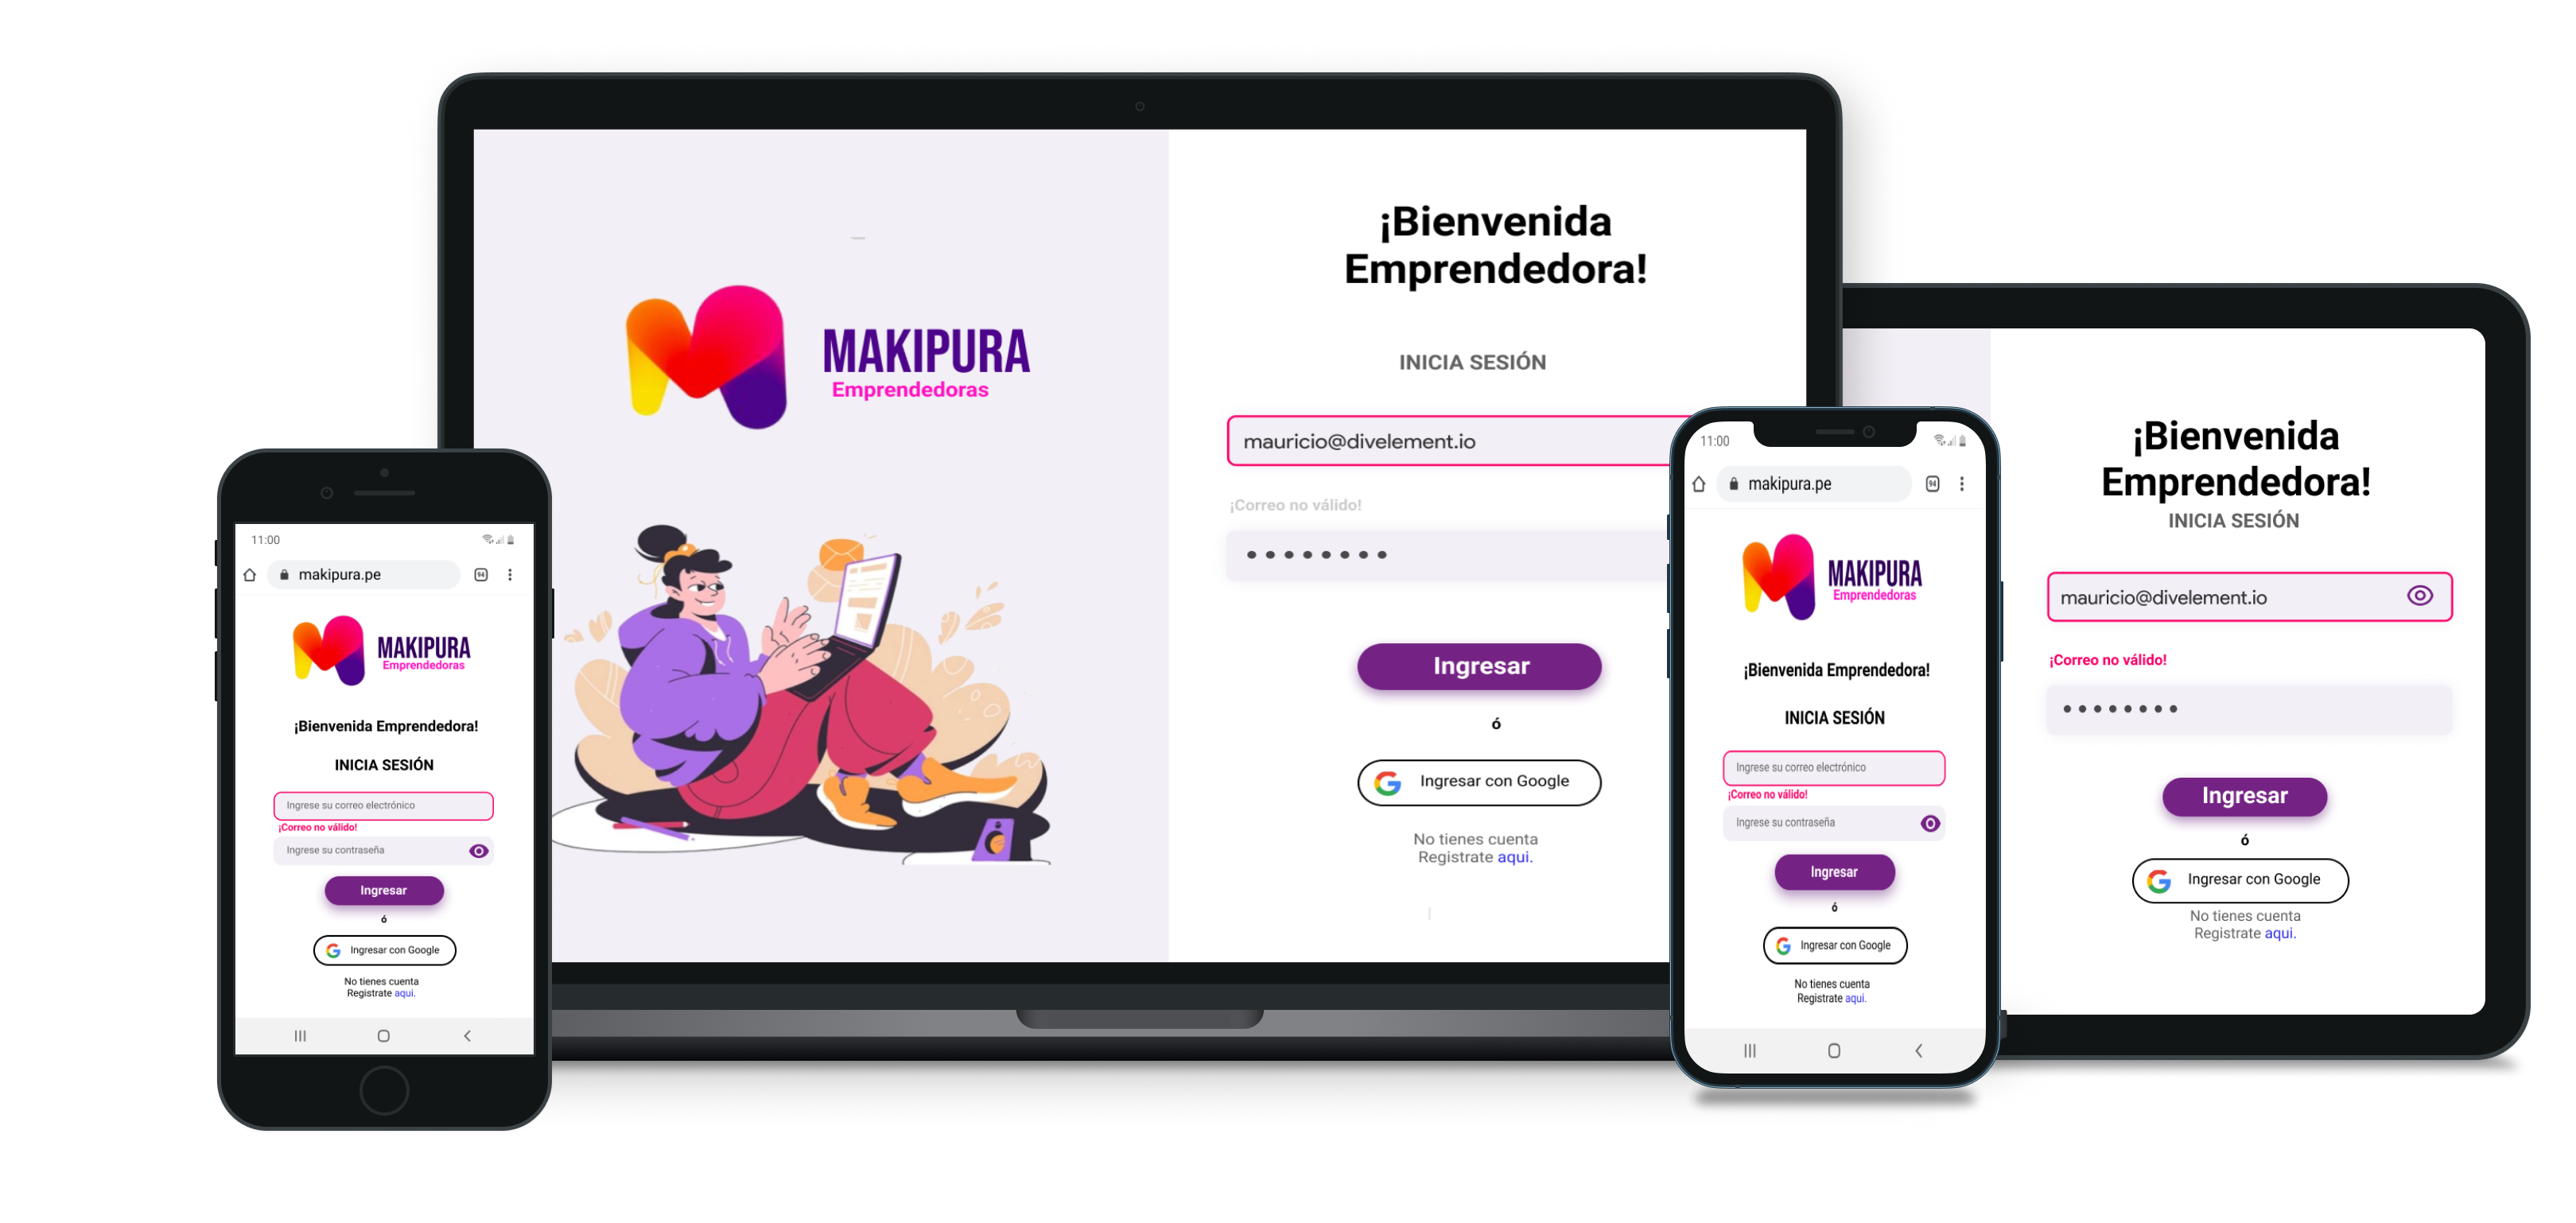 MAKIPURA
Emprendedoras
¡Bienvenida
Emprendedora!
INICIA SESIÓN
mauricio@divelement.io
¡Correo no válido!
Ingresar
ó
Ingresar con Google
No tienes cuenta
Registrate aqui.
11:00
makipura.pe
94
MAKIPURA
Emprendedoras
¡Bienvenida Emprendedora!
INICIA SESIÓN
Ingrese su correo electrónico
¡Correo no válido!
Ingrese su contraseña
Ingresar
ó
Ingresar con Google
No tienes cuenta
Registrate aqui.
11:00
makipura.pe
94
MAKIPURA
Emprendedoras
¡Bienvenida Emprendedora!
INICIA SESIÓN
Ingrese su correo electrónico
¡Correo no válido!
Ingrese su contraseña
Ingresar
ó
Ingresar con Google
No tienes cuenta
Registrate aqui.
¡Bienvenida
Emprendedora!
INICIA SESIÓN
mauricio@divelement.io
¡Correo no válido!
Ingresar
ó
Ingresar con Google
No tienes cuenta
Registrate aqui.